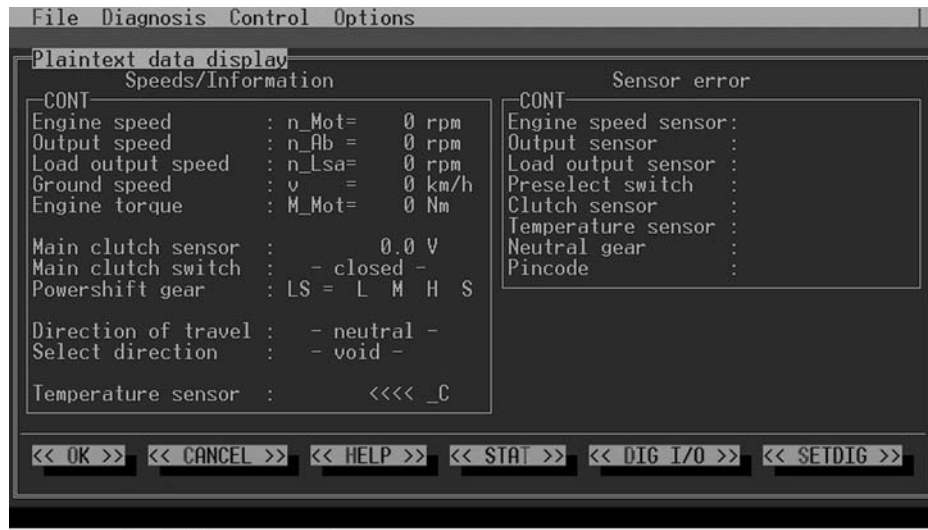 File Diagnosis Control Options
Plaintext data display
Speeds/Information
CONT
Engine speed : n_Mot= 0 rpm
Output speed : n_Ab = 0 rpm
Load output speed : n_Lsa= 0 rpm
Ground speed : v = 0 km/h
Engine torque : M_Mot= 0 Nm
Main clutch sensor : 0.0 V
Main clutch switch : - closed -
Powershift gear : LS = L M H S
Direction of travel : - neutral -
Select direction : - void -
Temperature sensor : <<<< _C
Sensor error
CONT
Engine speed sensor:
Output sensor :
Load output sensor :
Preselect switch :
Clutch sensor :
Temperature sensor :
Neutral gear :
Pincode :
<< OK >> << CANCEL >> << HELP >> << STAT >> << DIG I/O >> << SETDIG >>